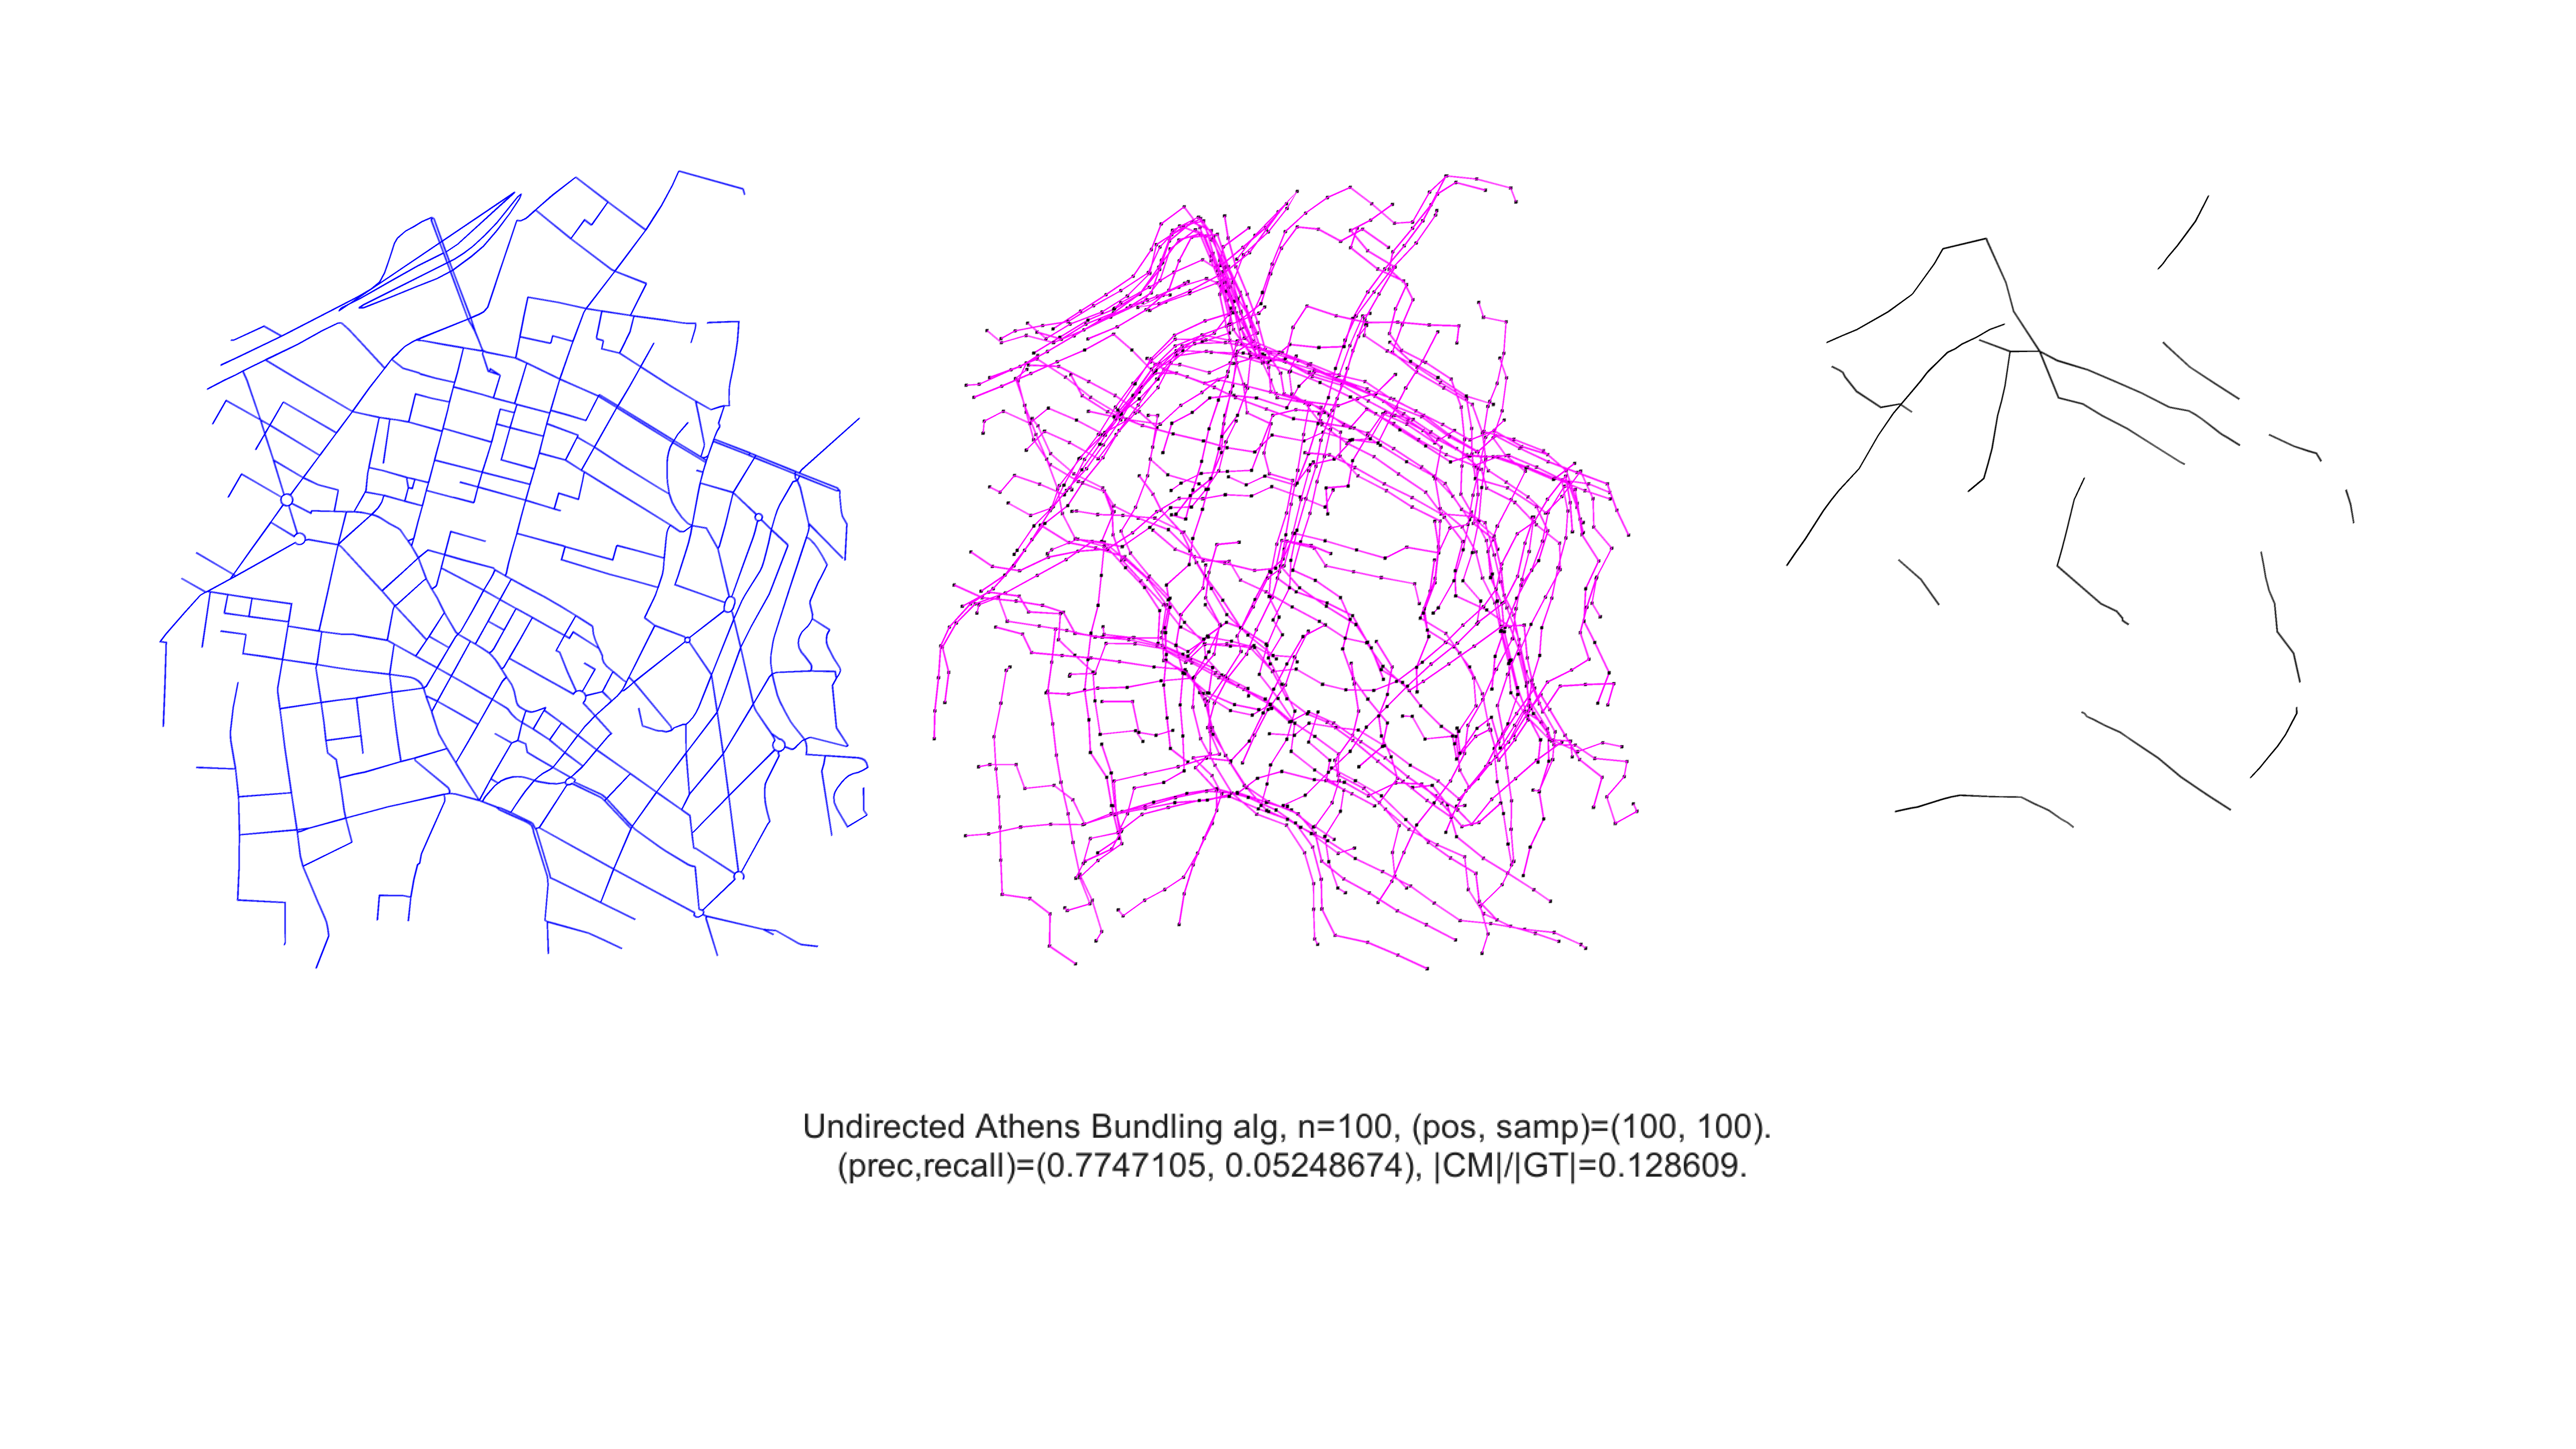 Undirected Athens Bundling alg, n=100, (pos, samp)=(100, 100).
(prec,recall)=(0.7747105, 0.05248674), |CM|/|GT|=0.128609.